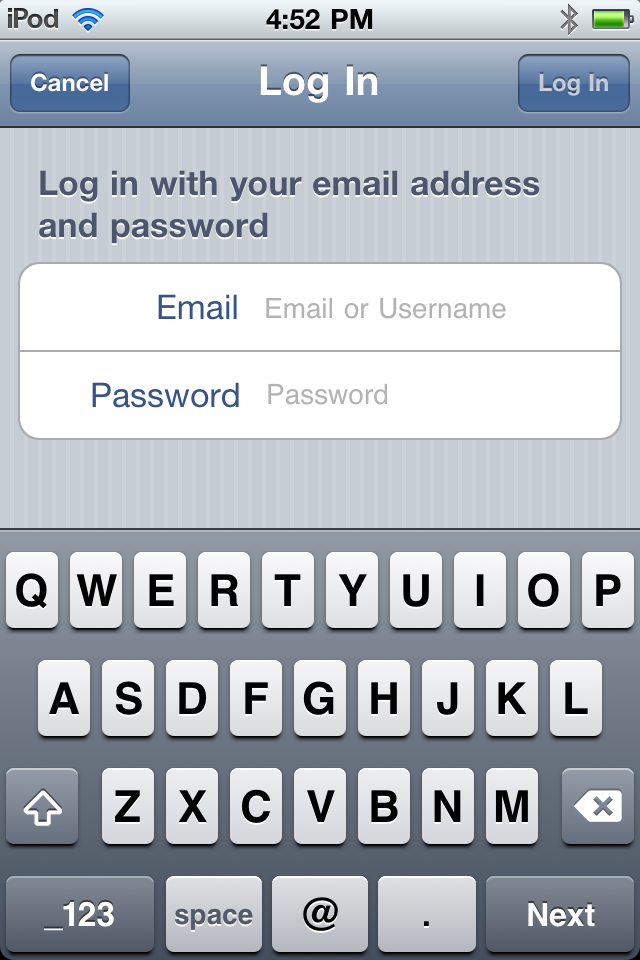 iPod 4:52 PM
Cancel Log In Log In
Log in with your email address
and password
Email Email or Username
Password Password
Q W E R T Y U I O P
A S D F G H J K L
Z X C V B N M
_123 space @ . Next